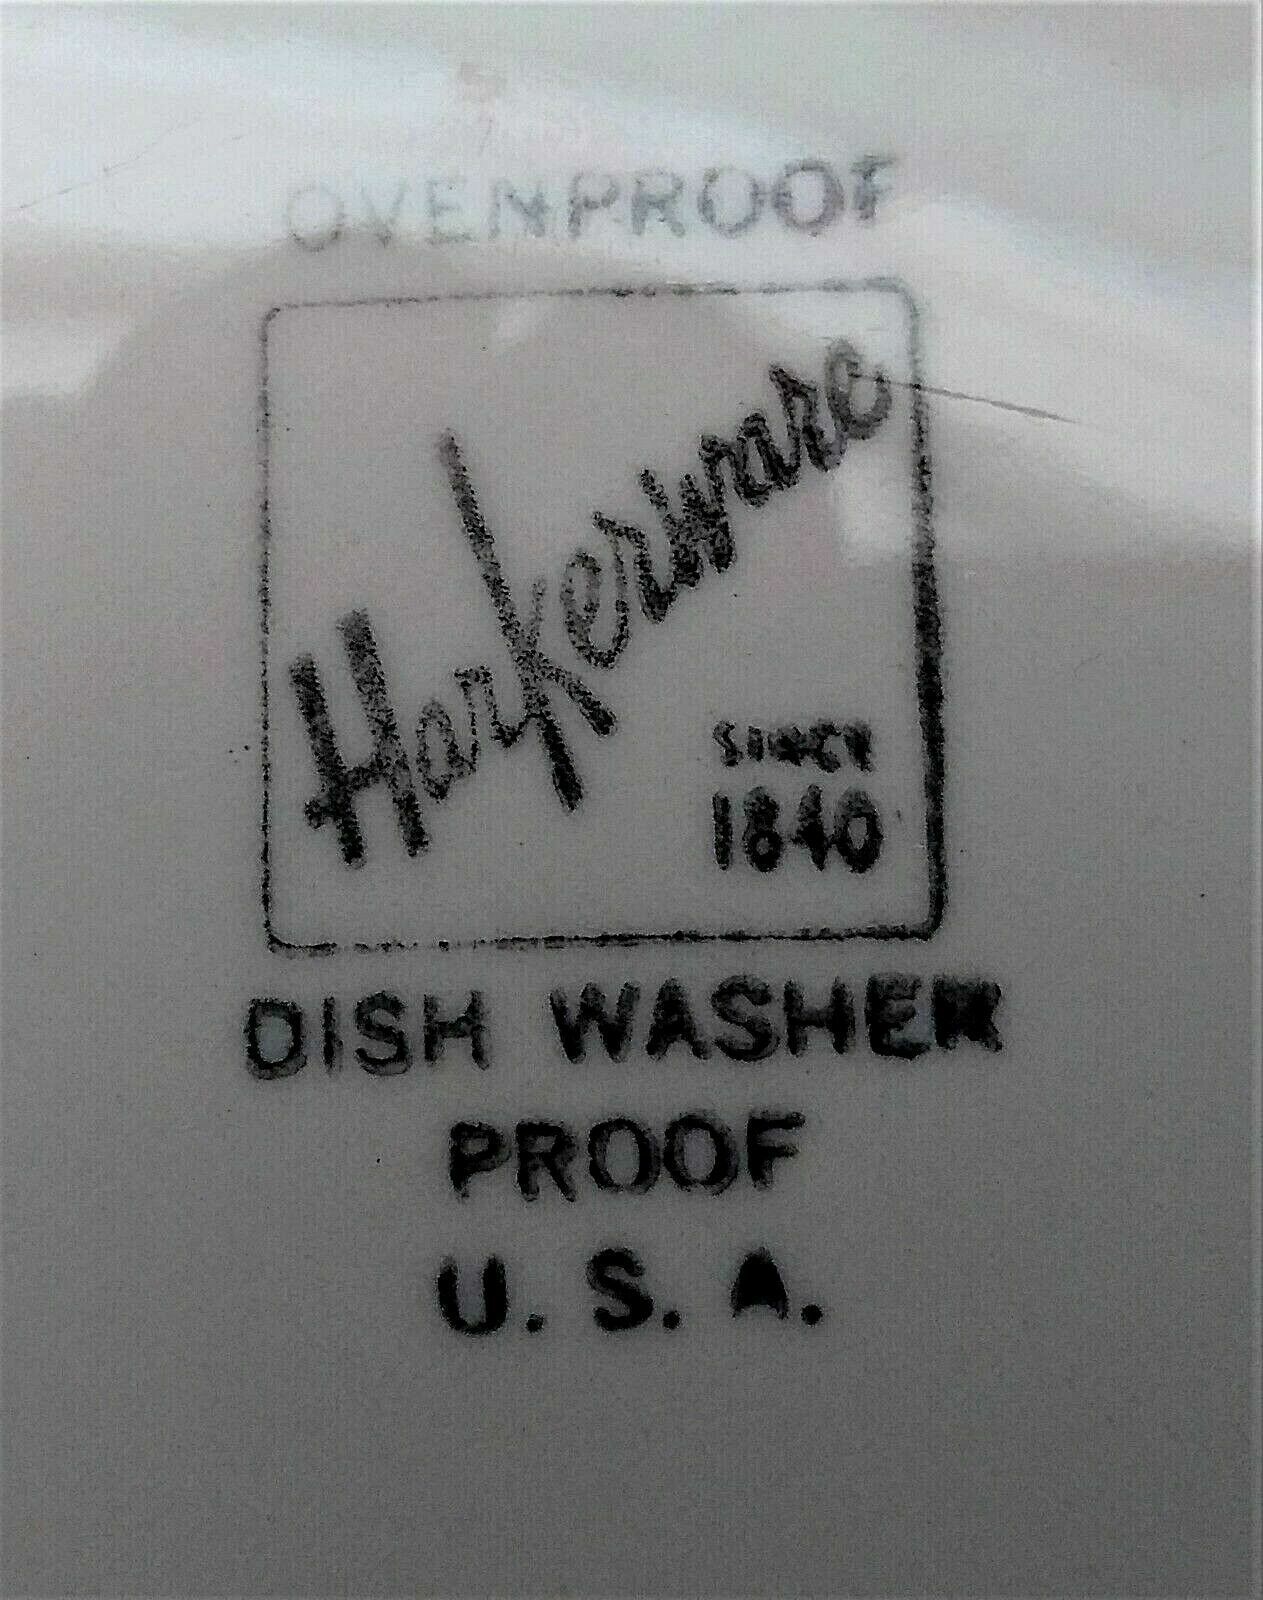 OVENPROOF
Harkerware
SINCE
1840
DISH WASHER
PROOF
U. S. A.